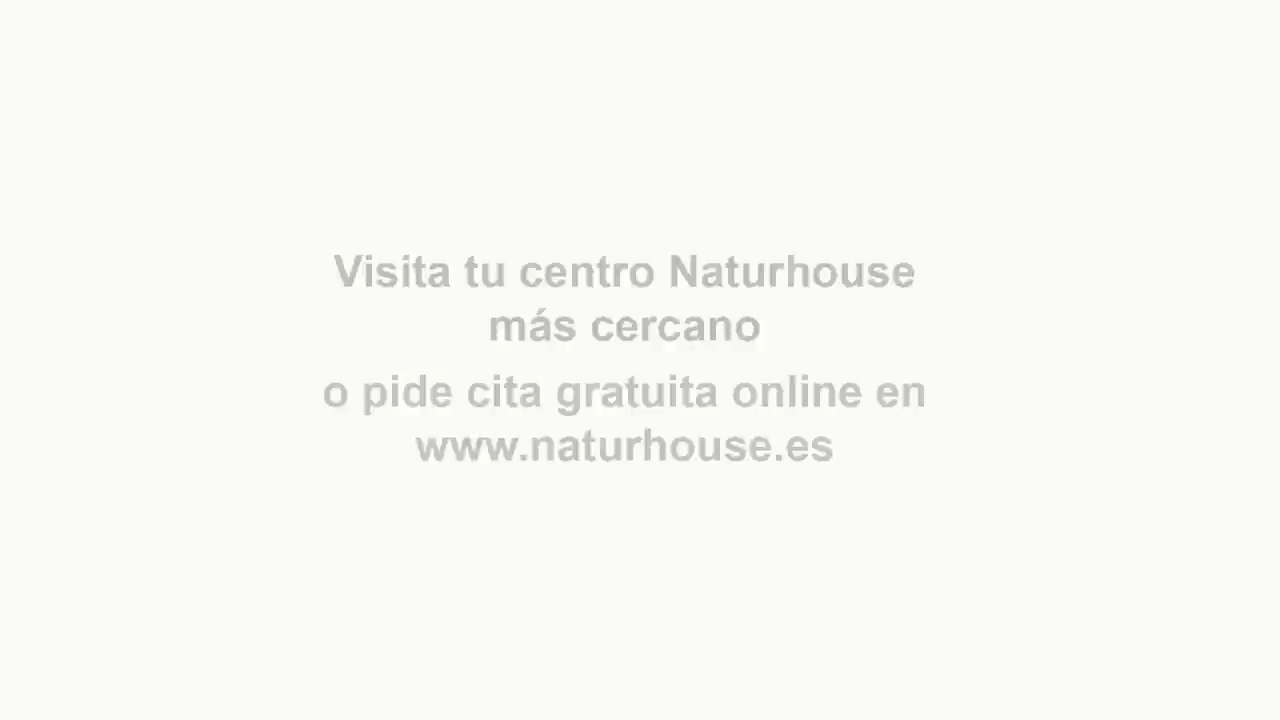 Visita tu centro Naturhouse
más cercano
o pide cita gratuita online en
www.naturhouse.es